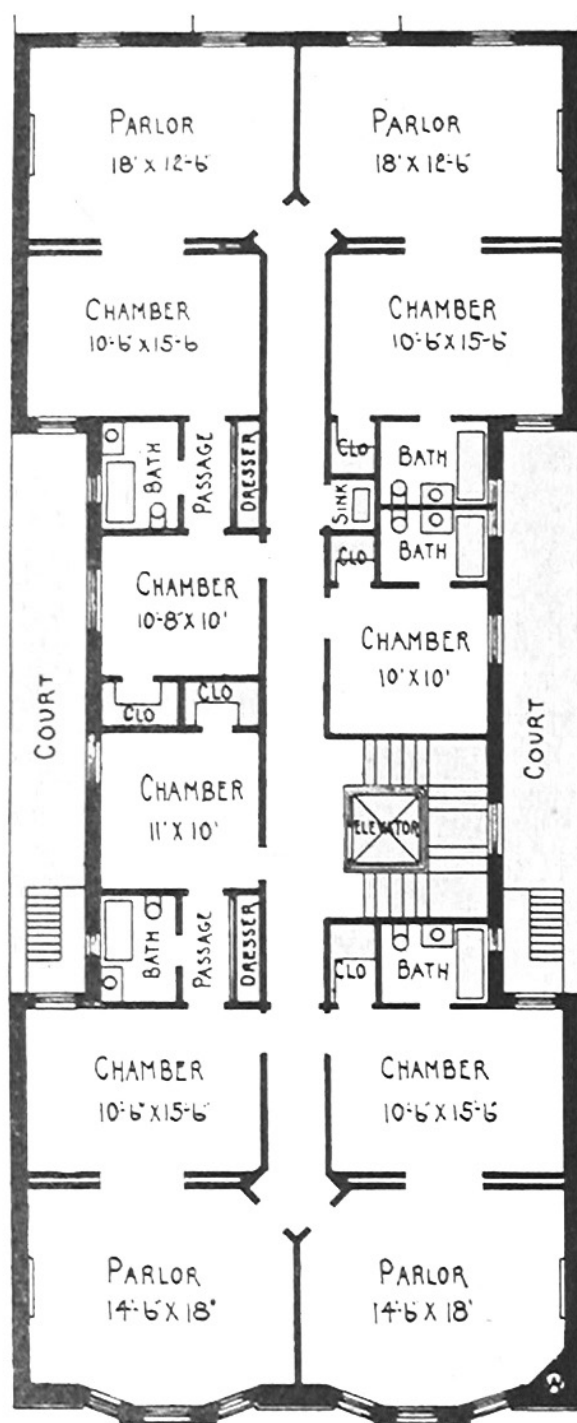 PARLOR
18' X 12'-6"
PARLOR
18' X 12'-6"
CHAMBER
10'-6" X 15'-6
CHAMBER
10'-6" X 15'-6"
BATH
PASSAGE
DRESSER
CLO
BATH
SINK
BATH
CLO
CHAMBER
10'-8" X 10'
CHAMBER
10' X 10'
CLO
CLO
COURT
COURT
CHAMBER
11' X 10'
ELEVATOR
BATH
PASSAGE
DRESSER
CLO
BATH
CHAMBER
10'-6" X 15'-6"
CHAMBER
10'-6" X 15'-6"
PARLOR
14'-6" X 18'
PARLOR
14'-6" X 18'